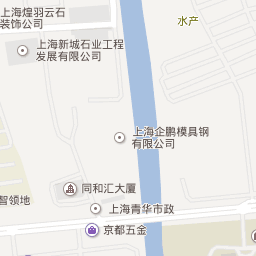 上海煌羽云石
装饰公司
水产
上海新城石业工程
发展有限公司
上海企鹏模具钢
有限公司
同和汇大厦
智领地
上海青华市政
京都五金